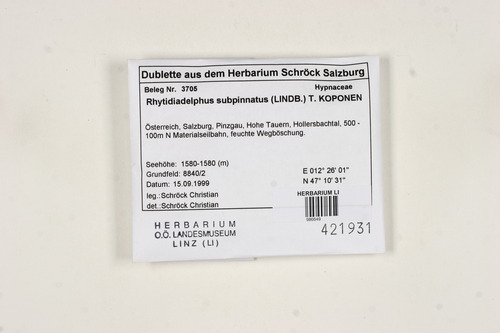 Dublette aus dem Herbarium Schröck Salzburg
Beleg Nr. 3705 Hypnaceae
Rhytidiadelphus subpinnatus (LINDB.) T. KOPONEN
Österreich, Salzburg, Pinzgau, Hohe Tauern, Hollersbachtal, 500 -
100m N Materialseilbahn, feuchte Wegböschung.
Seehöhe: 1580-1580 (m) E 012° 26' 01"
Grundfeld: 8840/2 N 47° 10' 31"
Datum: 15.09.1999
leg.:Schröck Christian HERBARIUM LI
det.:Schröck Christian
HERBARIUM 980649
O.Ö. LANDESMUSEUM 421931
LINZ (LI)